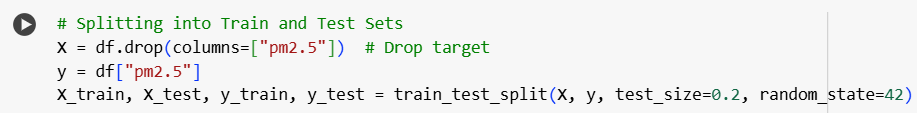 # Splitting into Train and Test Sets
X = df.drop(columns=["pm2.5"])  # Drop target
y = df["pm2.5"]
X_train, X_test, y_train, y_test = train_test_split(X, y, test_size=0.2, random_state=42)